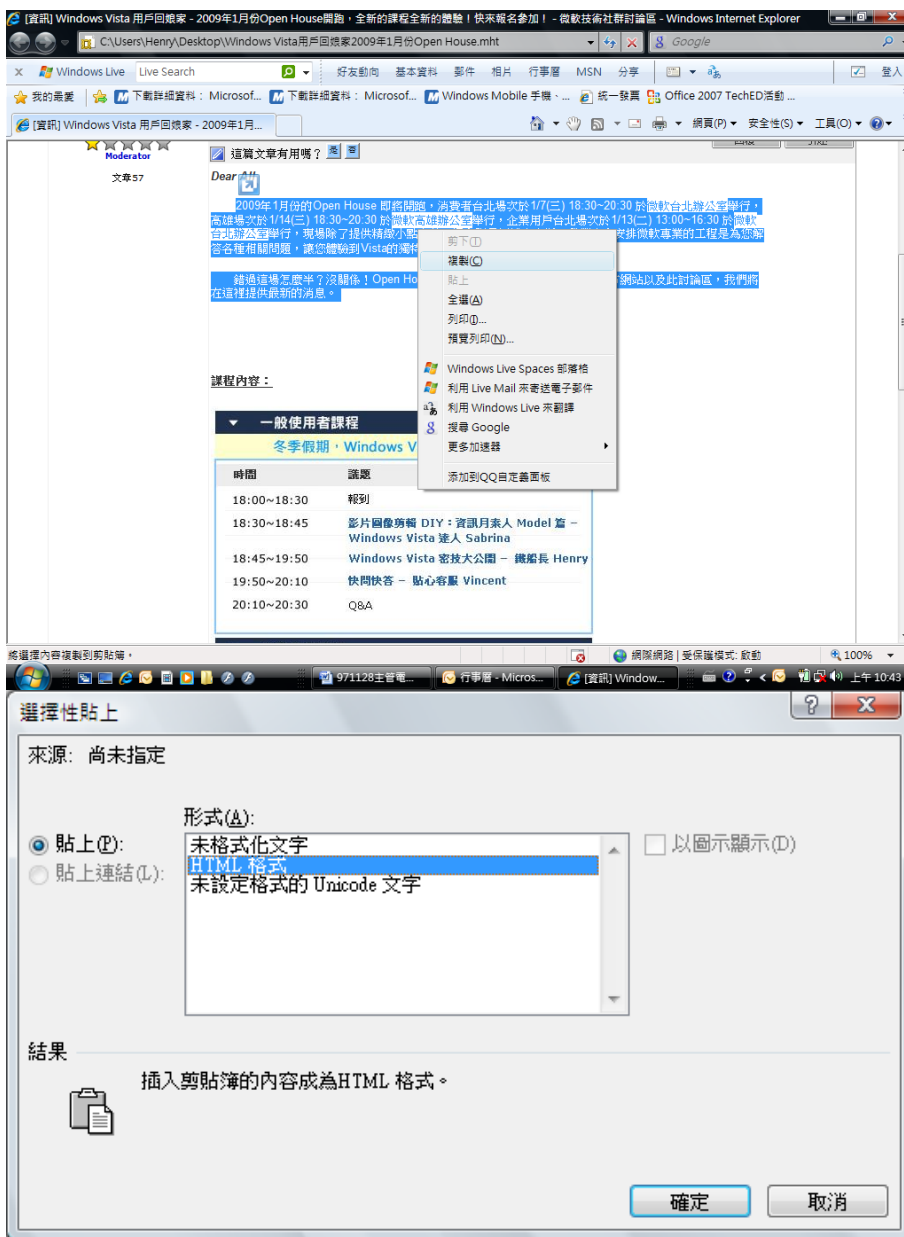 [資訊] Windows Vista 用戶回娘家 - 2009年1月份Open House開跑，全新的課程全新的體驗！快來報名參加！ - 微軟技術社群討論區 - Windows Internet Explorer
C:\Users\Henry\Desktop\Windows Vista用戶回娘家2009年1月份Open House.mht
Google
Windows Live Live Search 好友動向 基本資料 郵件 相片 行事曆 MSN 分享 登入
我的最愛 下載詳細資料： Microsof... 下載詳細資料： Microsof... Windows Mobile 手機、... 統一發票 Office 2007 TechED活動 ...
[資訊] Windows Vista 用戶回娘家 - 2009年1月... 網頁(P) 安全性(S) 工具(O)
Moderator
文章57
這篇文章有用嗎？ 是 否
Dear All
2009年1月份的Open House 即將開跑，消費者台北場次於1/7(三) 18:30~20:30 於微軟台北辦公室舉行，
高雄場次於1/14(三) 18:30~20:30 於微軟高雄辦公室舉行，企業用戶台北場次於1/13(二) 13:00~16:30 於微軟
台北辦公室舉行，現場除了提供精緻小點 安排微軟專業的工程是為您解
答各種相關問題，讓您體驗到Vista的獨特
錯過這場怎麼半？沒關係！Open Ho 網站以及此討論區，我們將
在這裡提供最新的消息。
剪下(T)
複製(C)
貼上
全選(A)
列印(I)...
預覽列印(N)...
Windows Live Spaces 部落格
利用 Live Mail 來寄送電子郵件
利用 Windows Live 來翻譯
搜尋 Google
更多加速器
添加到QQ自定義面板
課程內容：
一般使用者課程
冬季假期，Windows V
時間 議題
18:00~18:30 報到
18:30~18:45 影片圖像剪輯 DIY：資訊月素人 Model 篇 –
Windows Vista 達人 Sabrina
18:45~19:50 Windows Vista 密技大公開 – 鐵船長 Henry
19:50~20:10 快問快答 – 貼心客服 Vincent
20:10~20:30 Q&A
將選擇內容複製到剪貼簿。 網際網路 | 受保護模式: 啟動 100%
971128主管電... 行事曆 - Micros... [資訊] Window... 上午 10:43
選擇性貼上
來源: 尚未指定
形式(A):
貼上(P):
貼上連結(L):
未格式化文字
HTML 格式
未設定格式的 Unicode 文字
以圖示顯示(D)
結果
插入剪貼簿的內容成為HTML 格式。
確定 取消